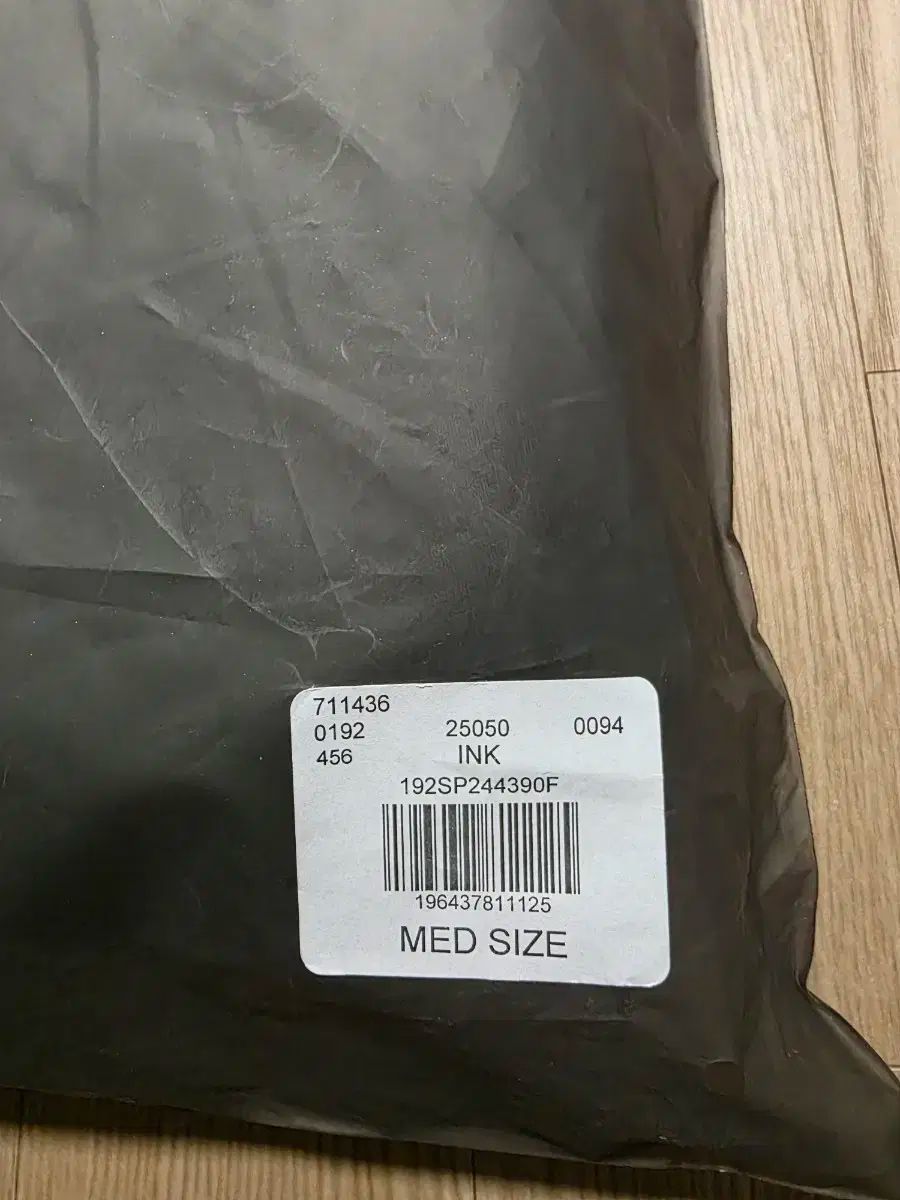 711436
0192 25050 0094
456 INK
192SP244390F
196437811125
MED SIZE